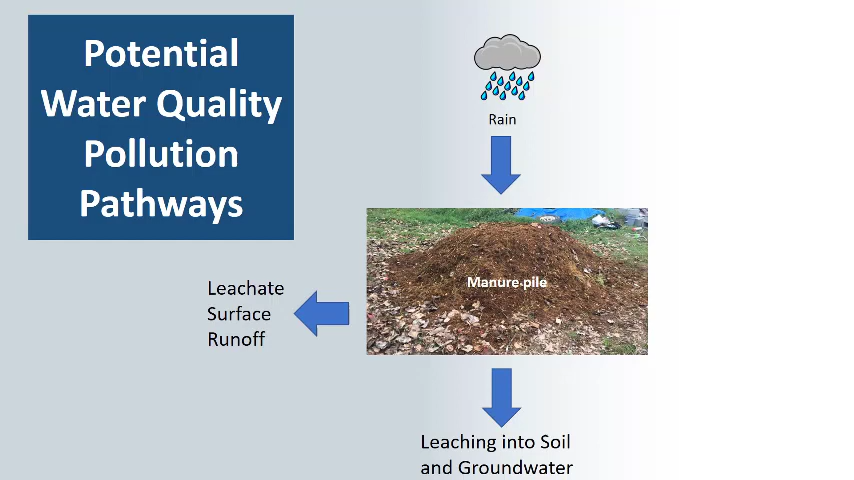 Potential
Water Quality
Pollution
Pathways
Rain
Manure pile
Leachate
Surface
Runoff
Leaching into Soil
and Groundwater